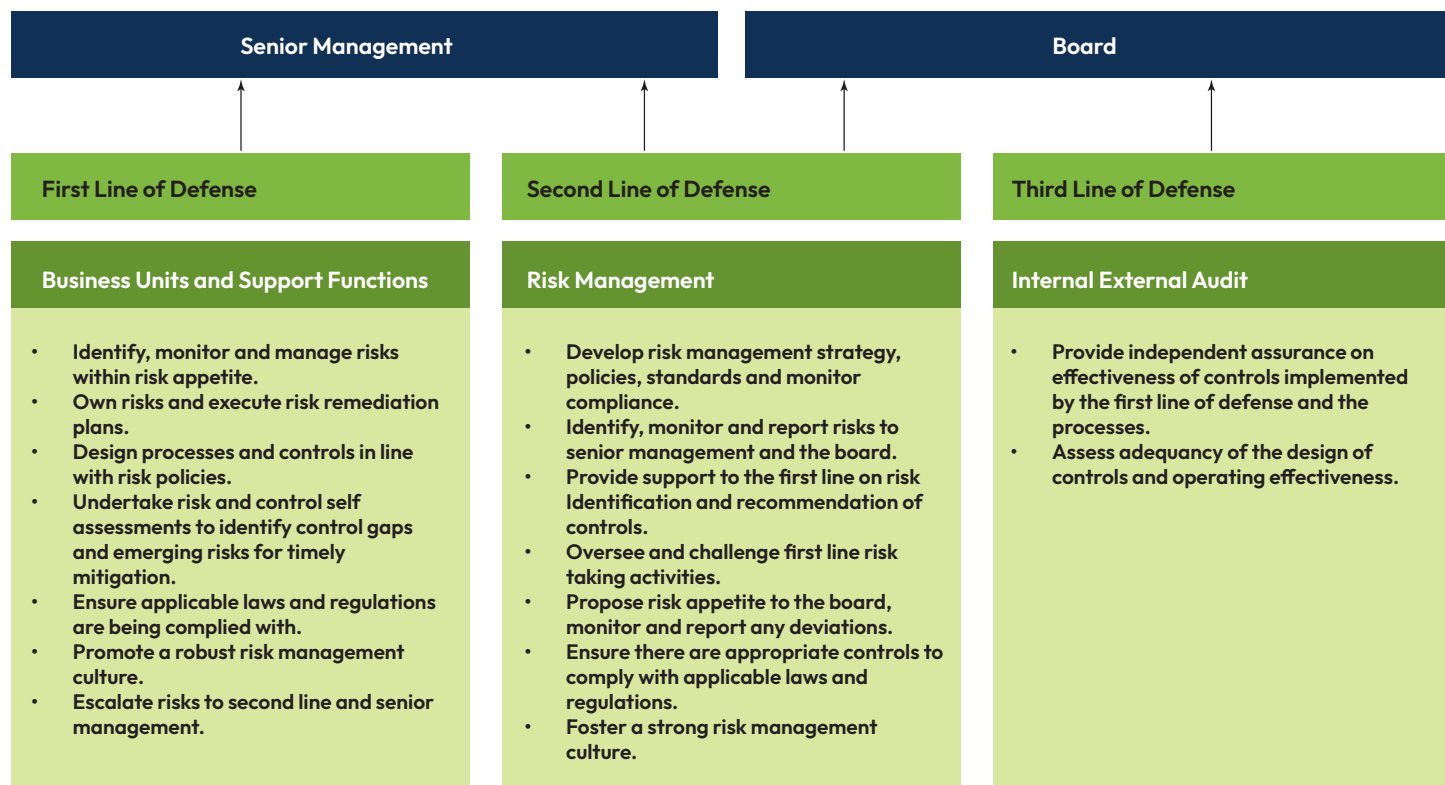 Senior Management
Board
First Line of Defense
Second Line of Defense
Third Line of Defense
Business Units and Support Functions
• Identify, monitor and manage risks
within risk appetite.
• Own risks and execute risk remediation
plans.
• Design processes and controls in line
with risk policies.
• Undertake risk and control self
assessments to identify control gaps
and emerging risks for timely
mitigation.
• Ensure applicable laws and regulations
are being complied with.
• Promote a robust risk management
culture.
• Escalate risks to second line and senior
management.
Risk Management
• Develop risk management strategy,
policies, standards and monitor
compliance.
• Identify, monitor and report risks to
senior management and the board.
• Provide support to the first line on risk
Identification and recommendation of
controls.
• Oversee and challenge first line risk
taking activities.
• Propose risk appetite to the board,
monitor and report any deviations.
• Ensure there are appropriate controls to
comply with applicable laws and
regulations.
• Foster a strong risk management
culture.
Internal External Audit
• Provide independent assurance on
effectiveness of controls implemented
by the first line of defense and the
processes.
• Assess adequancy of the design of
controls and operating effectiveness.